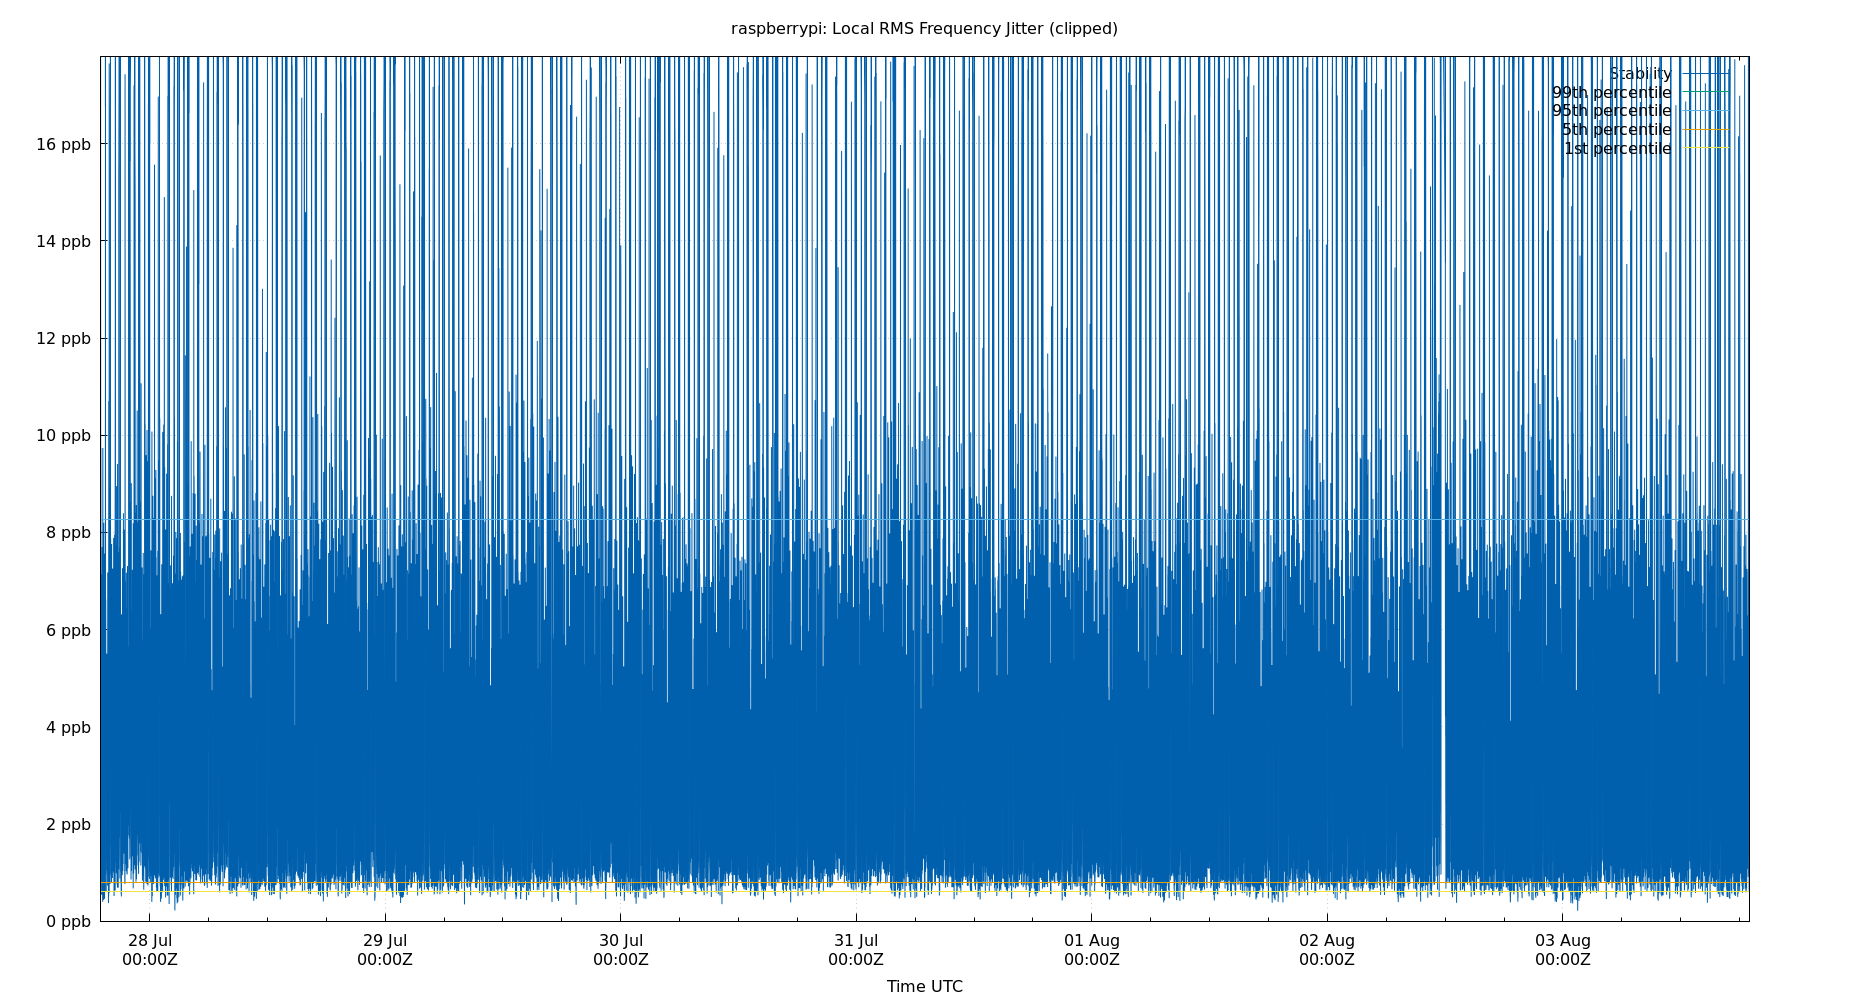 raspberrypi: Local RMS Frequency Jitter (clipped)
Stability
99th percentile
95th percentile
5th percentile
1st percentile
16 ppb
14 ppb
12 ppb
10 ppb
8 ppb
6 ppb
4 ppb
2 ppb
0 ppb
28 Jul 29 Jul 30 Jul 31 Jul 01 Aug 02 Aug 03 Aug
00:00Z 00:00Z 00:00Z 00:00Z 00:00Z 00:00Z 00:00Z
Time UTC